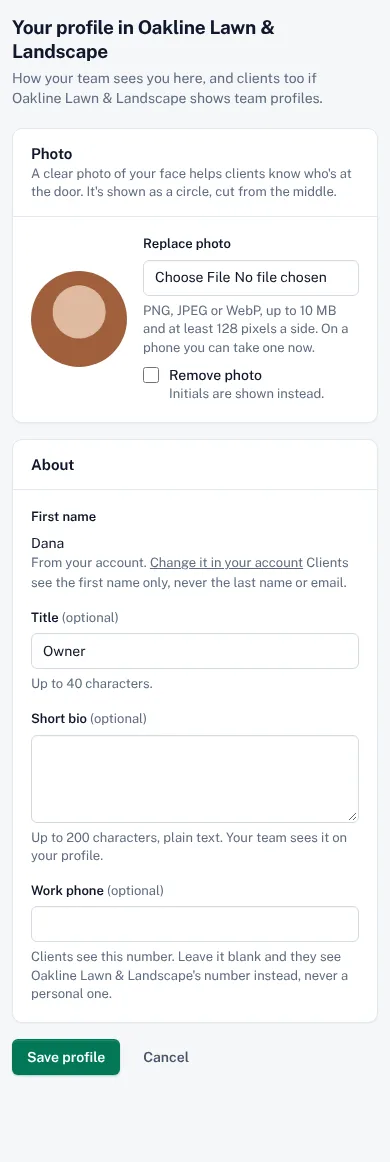 Your profile in Oakline Lawn &
Landscape
How your team sees you here, and clients too if
Oakline Lawn & Landscape shows team profiles.
Photo
A clear photo of your face helps clients know who's at
the door. It's shown as a circle, cut from the middle.
Replace photo
Choose File No file chosen
PNG, JPEG or WebP, up to 10 MB
and at least 128 pixels a side. On a
phone you can take one now.
Remove photo
Initials are shown instead.
About
First name
Dana
From your account. Change it in your account Clients
see the first name only, never the last name or email.
Title (optional)
Owner
Up to 40 characters.
Short bio (optional)
Up to 200 characters, plain text. Your team sees it on
your profile.
Work phone (optional)
Clients see this number. Leave it blank and they see
Oakline Lawn & Landscape's number instead, never a
personal one.
Save profile Cancel